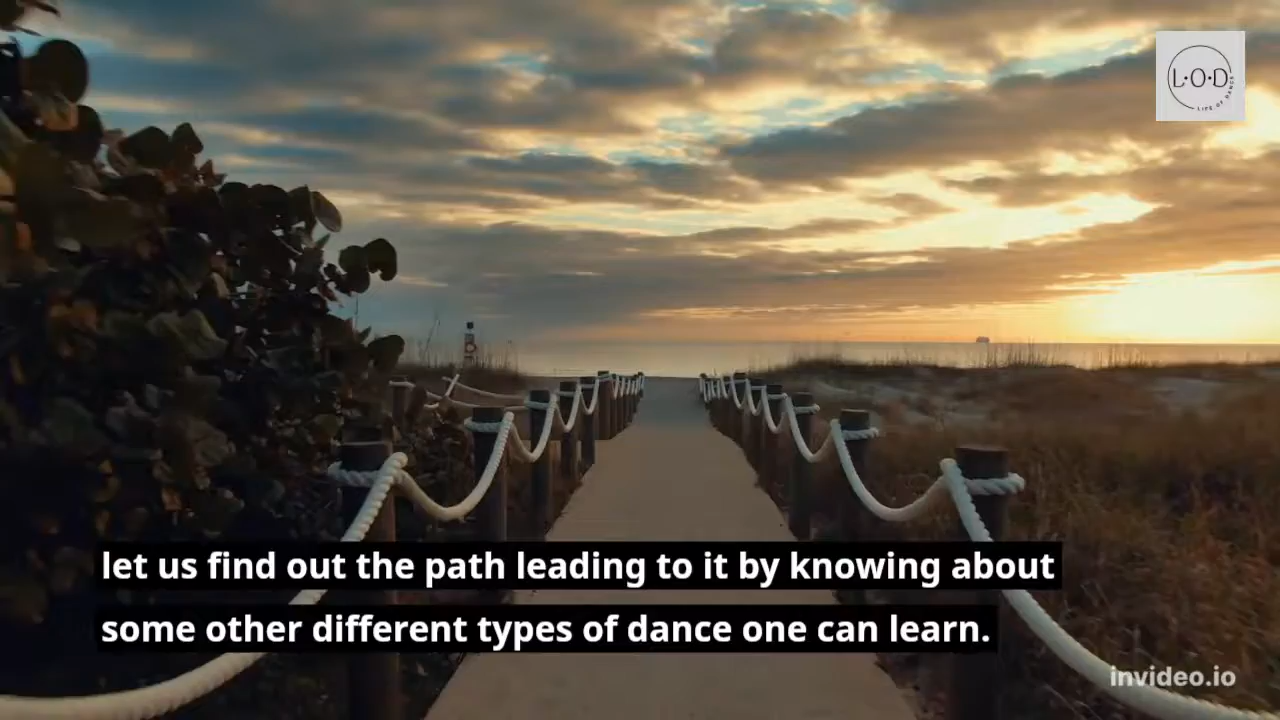 L·O·D
LIFE OF DANCE
let us find out the path leading to it by knowing about
some other different types of dance one can learn.
invideo.io